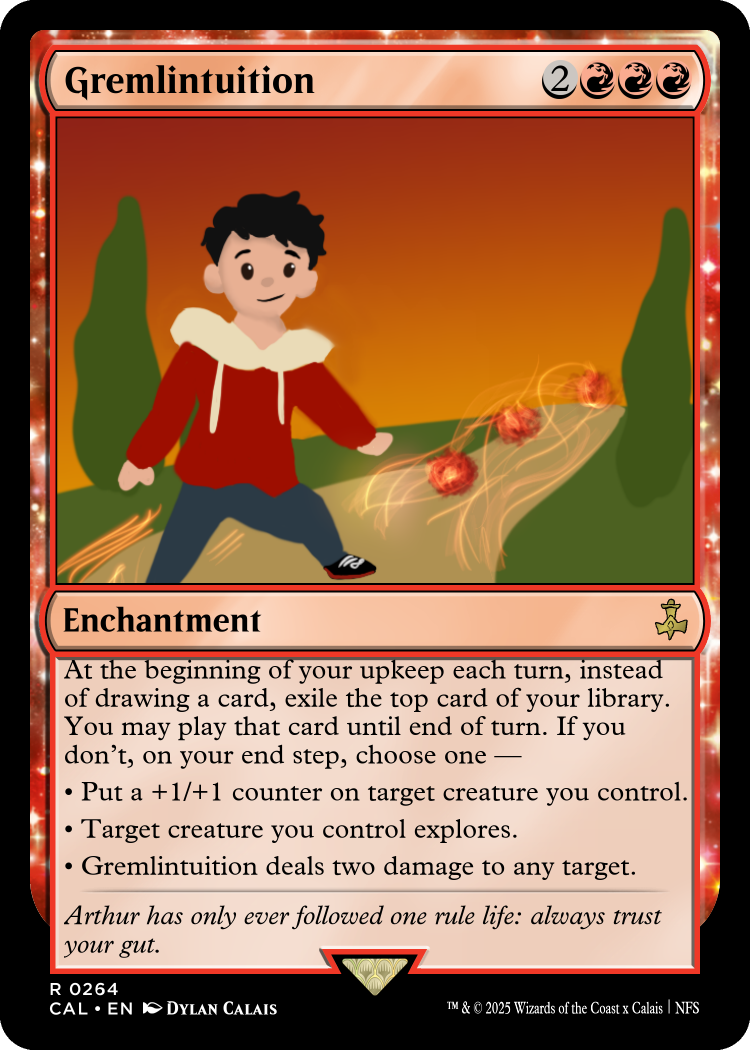 Gremlintuition
2
Enchantment
At the beginning of your upkeep each turn, instead
of drawing a card, exile the top card of your library.
You may play that card until end of turn. If you
don't, on your end step, choose one —
• Put a +1/+1 counter on target creature you control.
• Target creature you control explores.
• Gremlintuition deals two damage to any target.
Arthur has only ever followed one rule life: always trust
your gut.
R 0264
CAL • EN DYLAN CALAIS
™ & © 2025 Wizards of the Coast x Calais | NFS